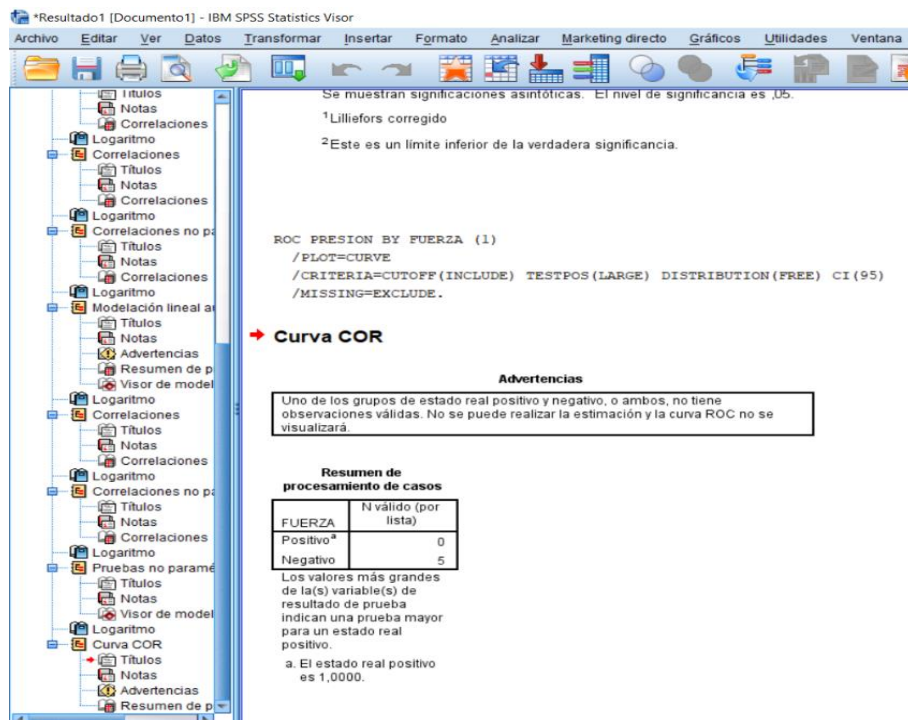 *Resultado1 [Documento1] - IBM SPSS Statistics Visor
Archivo Editar Ver Datos Transformar Insertar Formato Analizar Marketing directo Gráficos Utilidades Ventana
Títulos
Notas
Correlaciones
Logaritmo
Correlaciones
Títulos
Notas
Correlaciones
Logaritmo
Correlaciones no pa
Títulos
Notas
Correlaciones
Logaritmo
Modelación lineal au
Títulos
Notas
Advertencias
Resumen de p
Visor de model
Logaritmo
Correlaciones
Títulos
Notas
Correlaciones
Logaritmo
Correlaciones no pa
Títulos
Notas
Correlaciones
Logaritmo
Pruebas no paramé
Títulos
Notas
Visor de model
Logaritmo
Curva COR
Títulos
Notas
Advertencias
Resumen de p
Se muestran significaciones asintóticas. El nivel de significancia es ,05.
1Lilliefors corregido
2Este es un límite inferior de la verdadera significancia.
ROC PRESION BY FUERZA (1)
/PLOT=CURVE
/CRITERIA=CUTOFF(INCLUDE) TESTPOS(LARGE) DISTRIBUTION(FREE) CI(95)
/MISSING=EXCLUDE.
Curva COR
Advertencias
Uno de los grupos de estado real positivo y negativo, o ambos, no tiene
observaciones válidas. No se puede realizar la estimación y la curva ROC no se
visualizará.
Resumen de
procesamiento de casos
FUERZA N válido (por
lista)
Positivoa 0
Negativo 5
Los valores más grandes
de la(s) variable(s) de
resultado de prueba
indican una prueba mayor
para un estado real
positivo.
a. El estado real positivo
es 1,0000.